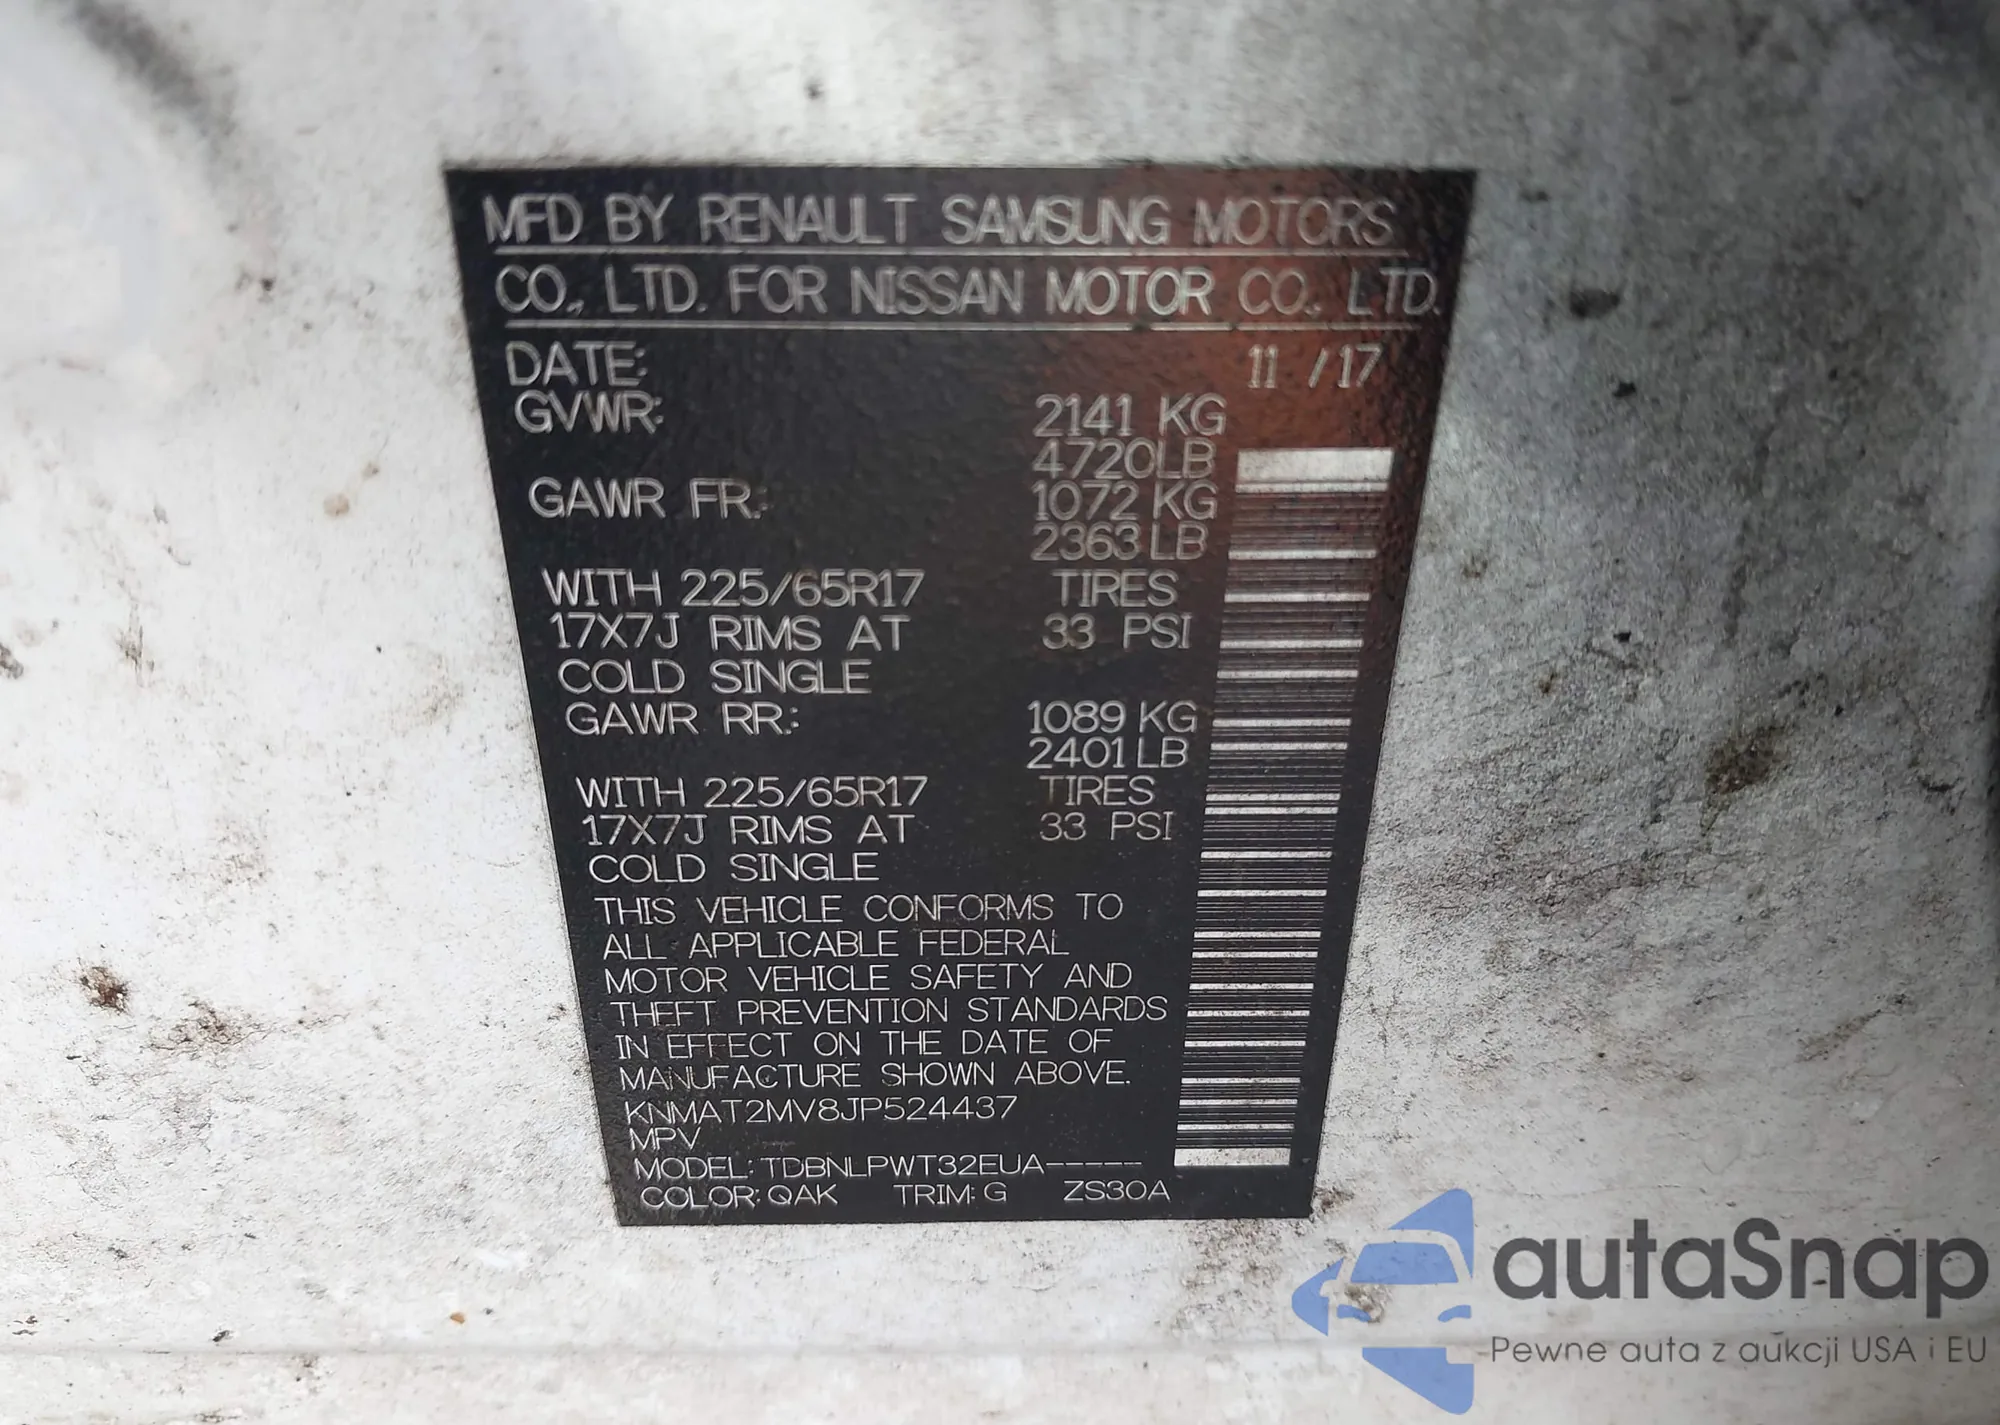 MFD BY RENAULT SAMSUNG MOTORS
CO., LTD. FOR NISSAN MOTOR CO., LTD.
DATE: 11 /17
GVWR: 2141 KG
4720LB
GAWR FR.: 1072 KG
2363LB
WITH 225/65R17 TIRES
17X7J RIMS AT 33 PSI
COLD SINGLE
GAWR RR.: 1089 KG
2401LB
WITH 225/65R17 TIRES
17X7J RIMS AT 33 PSI
COLD SINGLE
THIS VEHICLE CONFORMS TO
ALL APPLICABLE FEDERAL
MOTOR VEHICLE SAFETY AND
THEFT PREVENTION STANDARDS
IN EFFECT ON THE DATE OF
MANUFACTURE SHOWN ABOVE.
KNMAT2MV8JP524437
MPV
MODEL: TDBNLPWT32EUA-----
COLOR: QAK TRIM: G ZS30A
autaSnap
Pewne auta z aukcji USA i EU